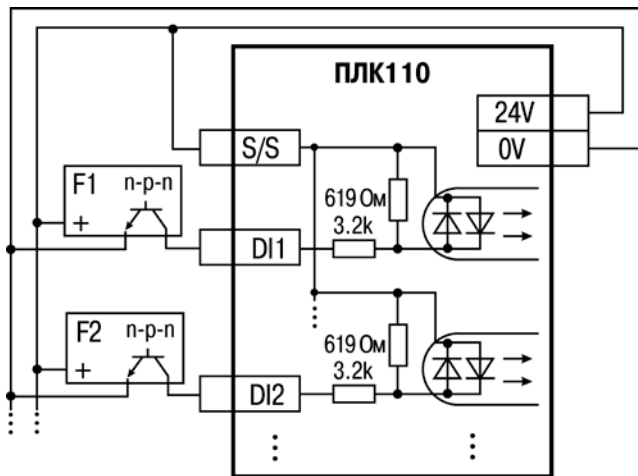 ПЛК110
24V
0V
S/S
F1
n-p-n
+
619 Ом
3.2k
DI1
F2
n-p-n
+
619 Ом
3.2k
DI2